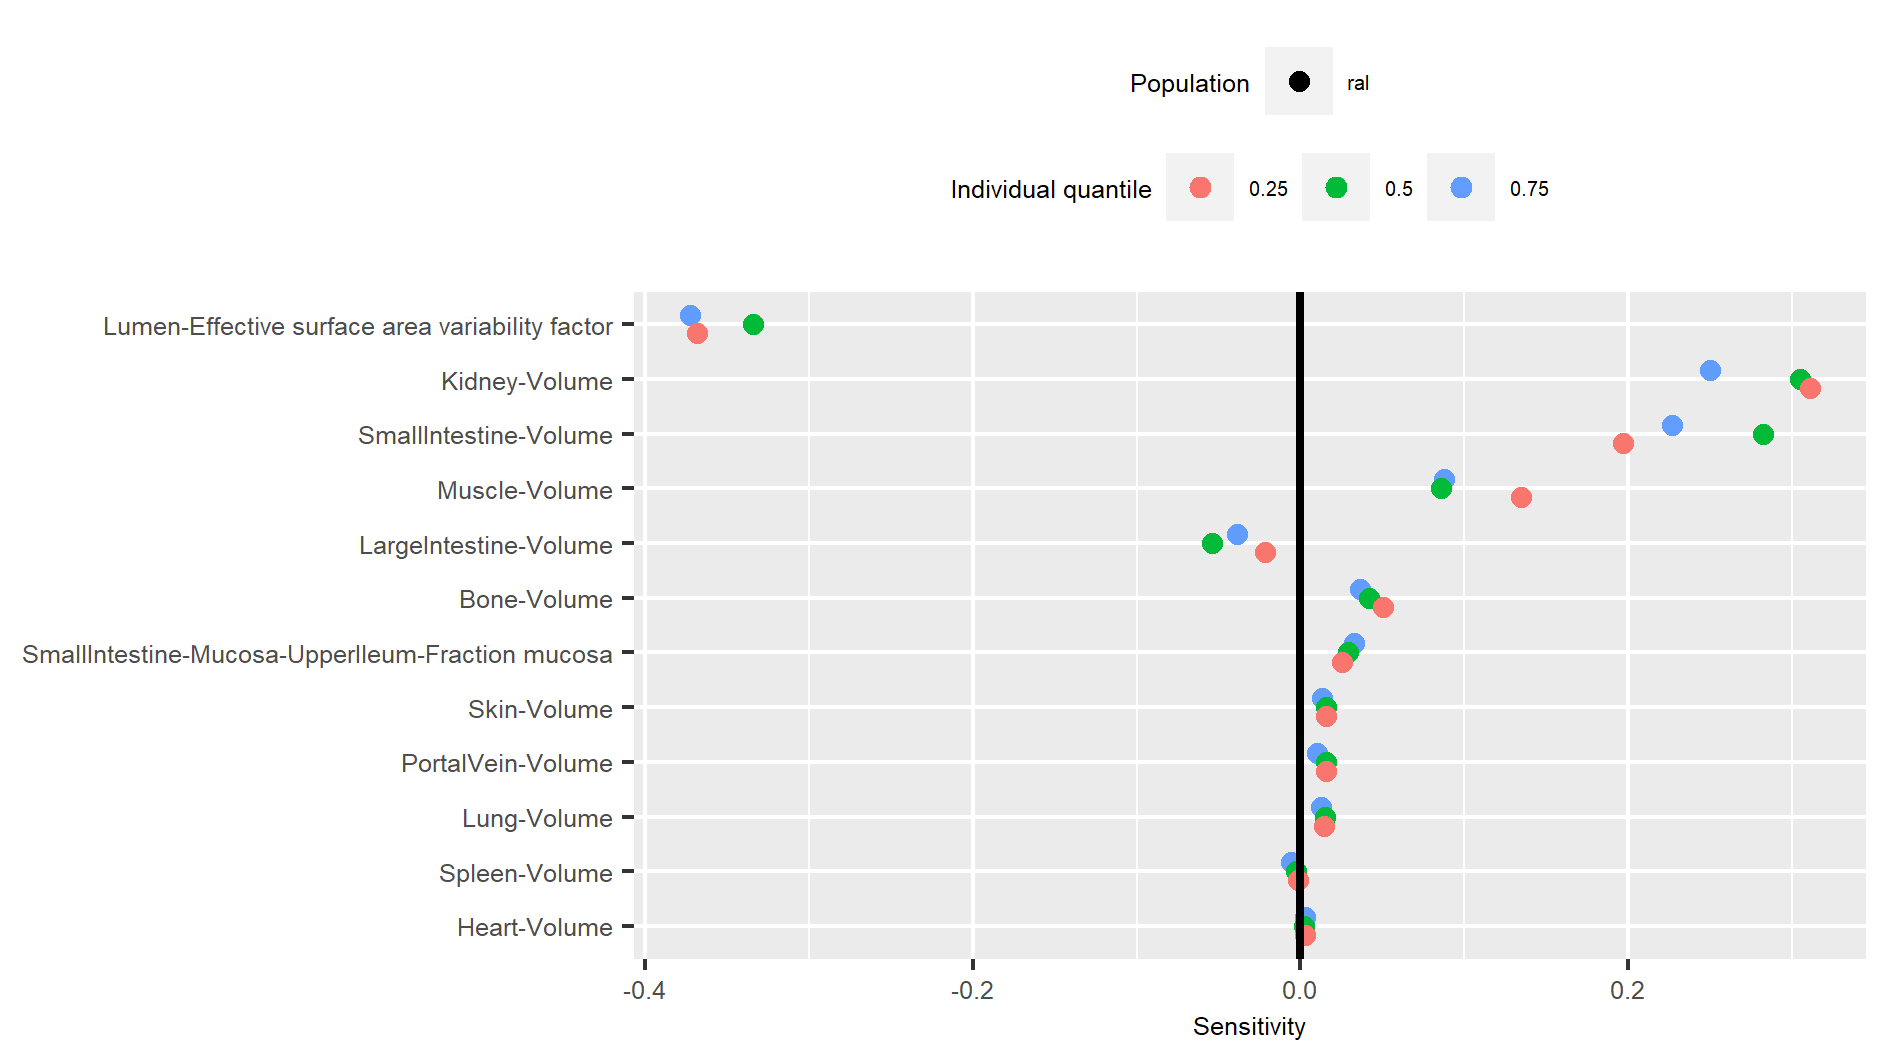 Population ral
Individual quantile 0.25 0.5 0.75
Lumen-Effective surface area variability factor
Kidney-Volume
SmallIntestine-Volume
Muscle-Volume
LargeIntestine-Volume
Bone-Volume
SmallIntestine-Mucosa-UpperIleum-Fraction mucosa
Skin-Volume
PortalVein-Volume
Lung-Volume
Spleen-Volume
Heart-Volume
-0.4 -0.2 0.0 0.2
Sensitivity